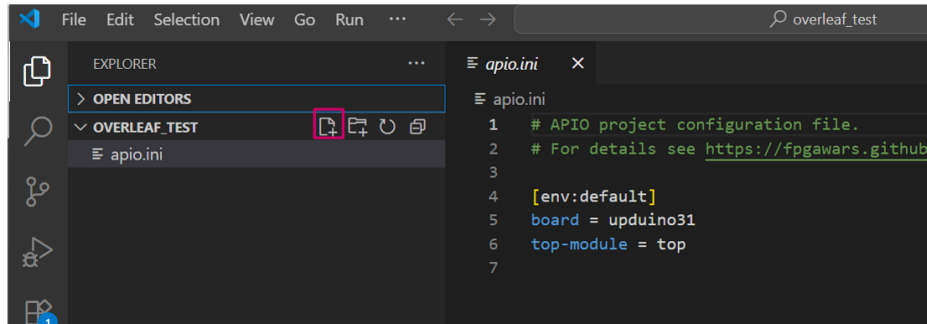 File Edit Selection View Go Run ··· overleaf_test
EXPLORER ···
apio.ini
OPEN EDITORS
OVERLEAF_TEST
apio.ini
apio.ini
1 # APIO project configuration file.
2 # For details see https://fpgawars.github
3
4 [env:default]
5 board = upduino31
6 top-module = top
7
1